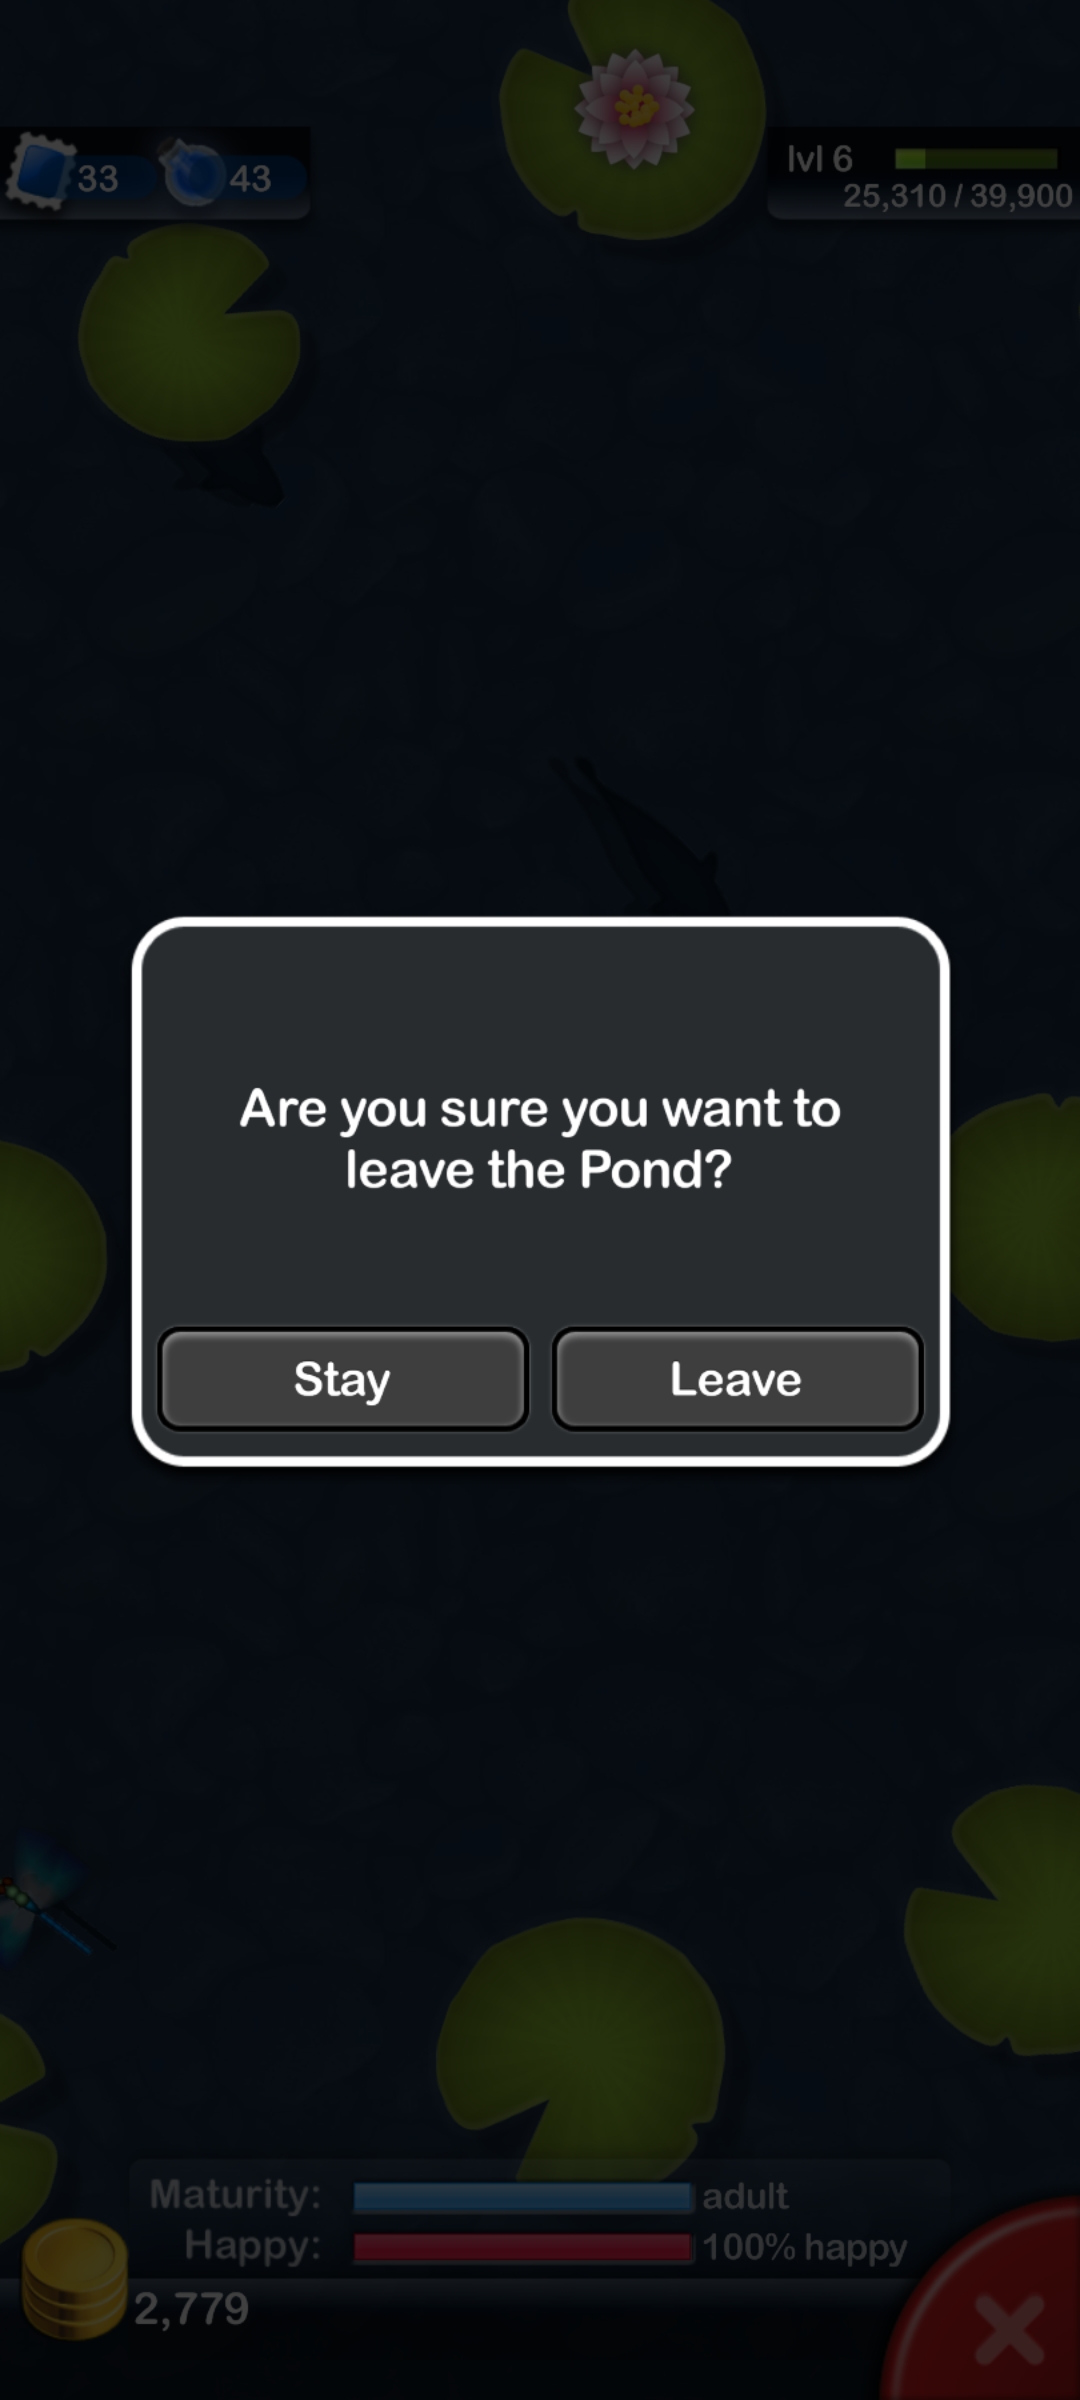 33 43
lvl 6
25,310 / 39,900
Are you sure you want to
leave the Pond?
Stay Leave
Maturity: adult
Happy: 100% happy
2,779